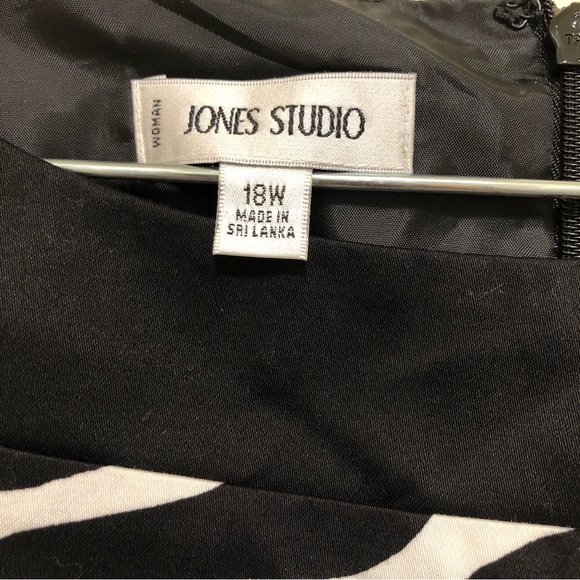 WOMAN
JONES STUDIO
18W
MADE IN
SRI LANKA